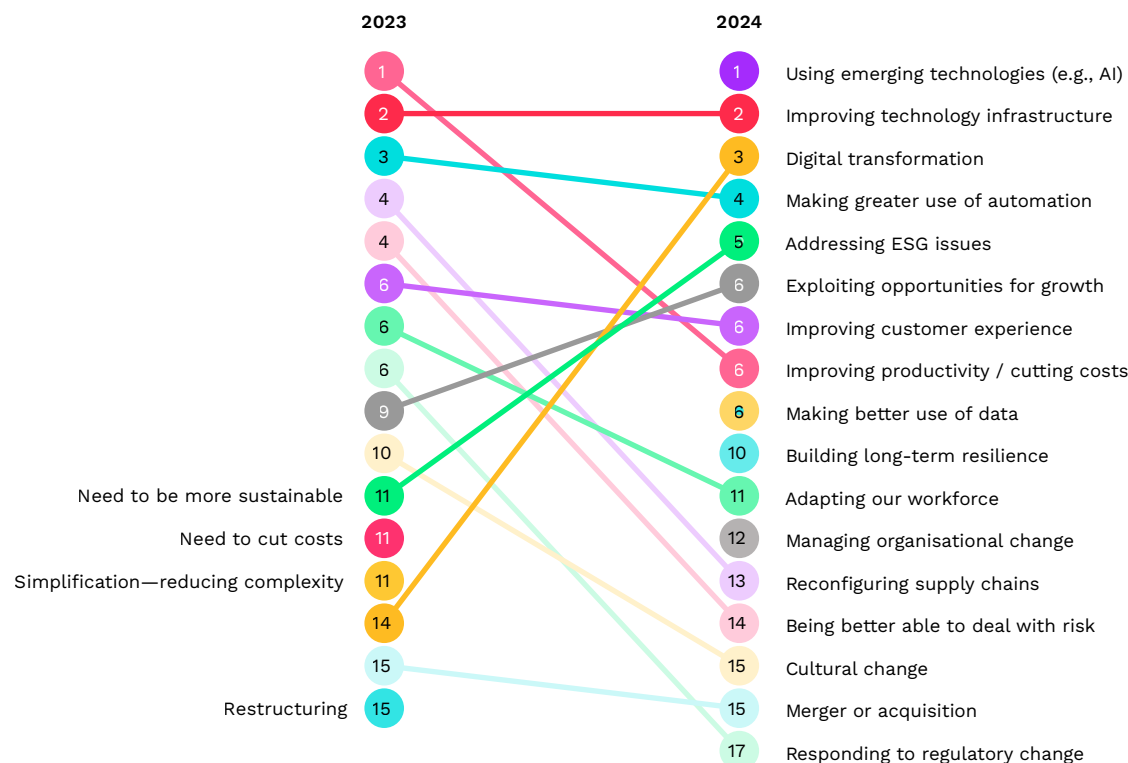 2023 2024
1 1 Using emerging technologies (e.g., AI)
2 2 Improving technology infrastructure
3 3 Digital transformation
4 4 Making greater use of automation
4 5 Addressing ESG issues
6 6 Exploiting opportunities for growth
6 6 Improving customer experience
6 6 Improving productivity / cutting costs
9 6 Making better use of data
10 10 Building long-term resilience
Need to be more sustainable 11 11 Adapting our workforce
Need to cut costs 11 12 Managing organisational change
Simplification—reducing complexity 11 13 Reconfiguring supply chains
14 14 Being better able to deal with risk
15 15 Cultural change
Restructuring 15 15 Merger or acquisition
17 Responding to regulatory change